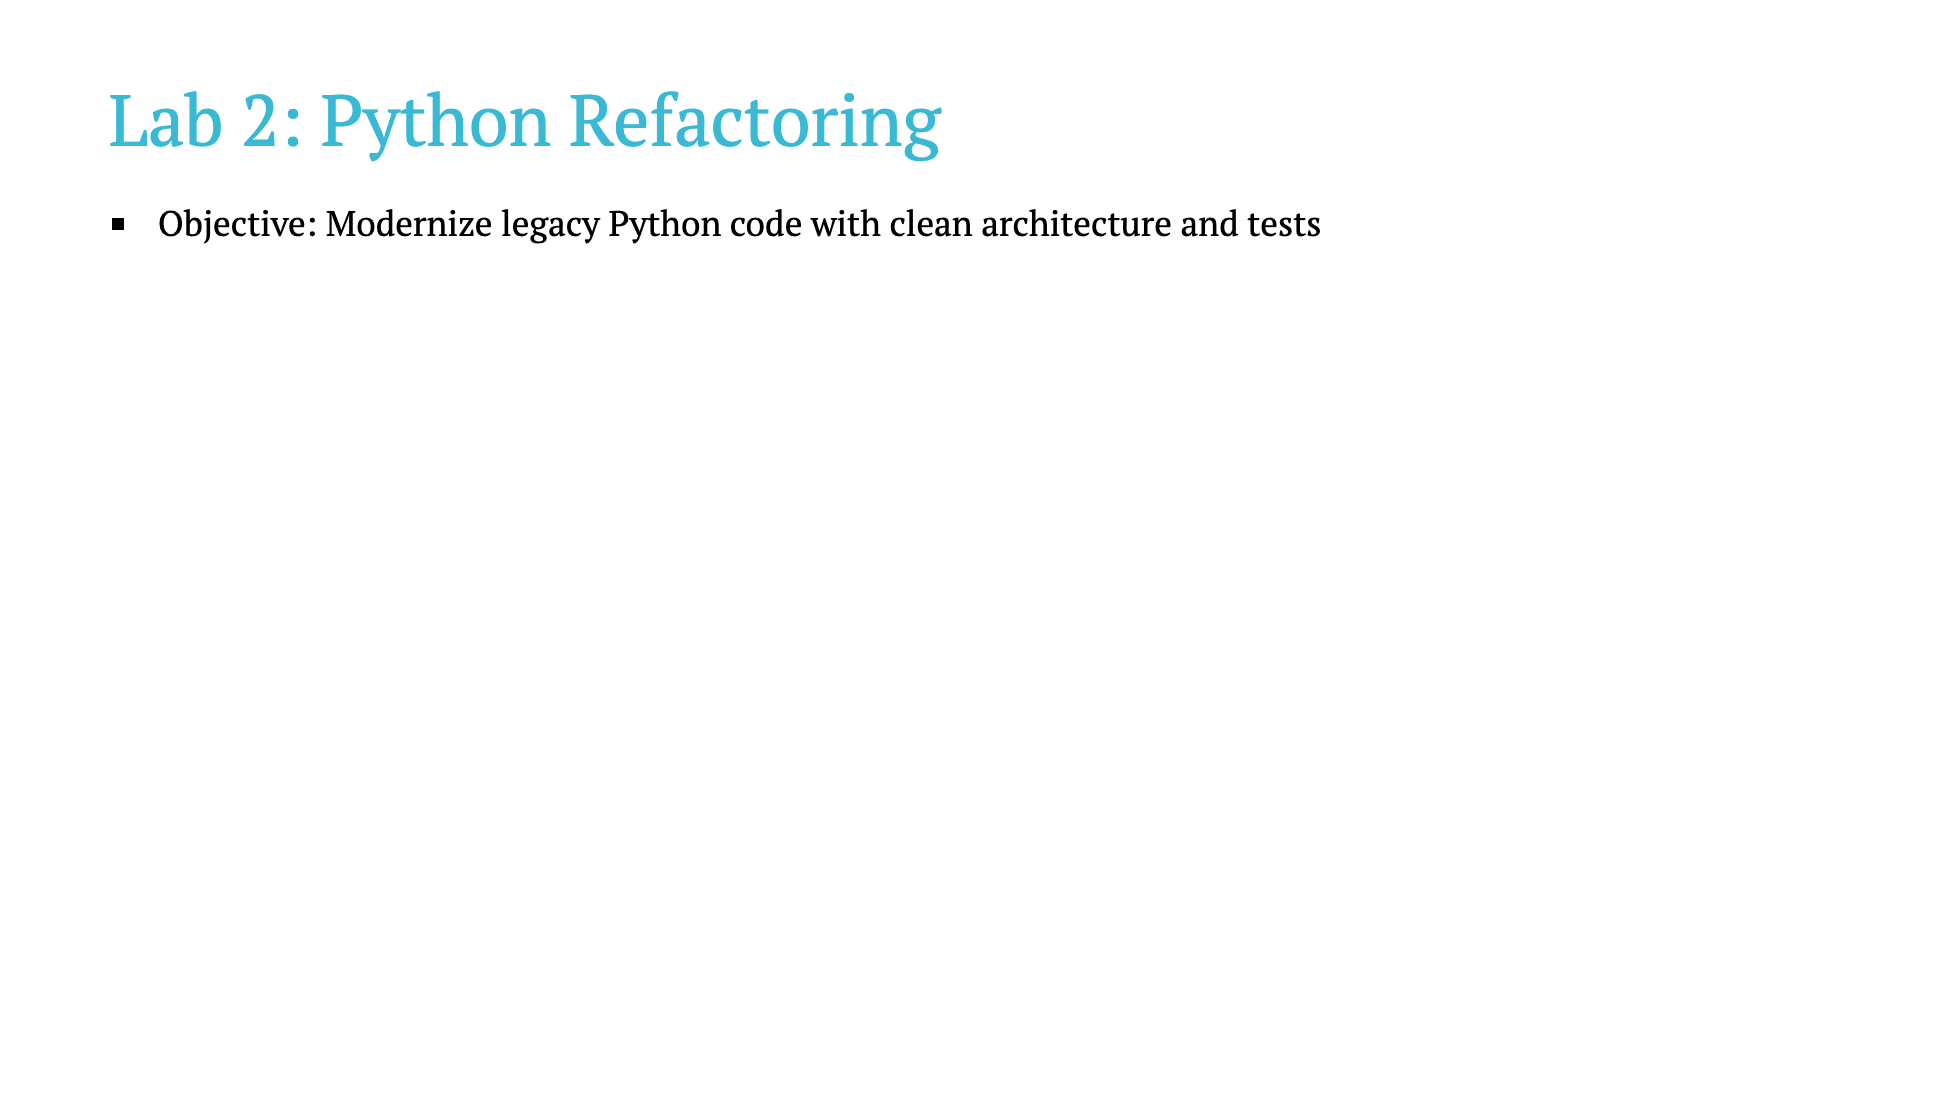 Lab 2: Python Refactoring
▪ Objective: Modernize legacy Python code with clean architecture and tests